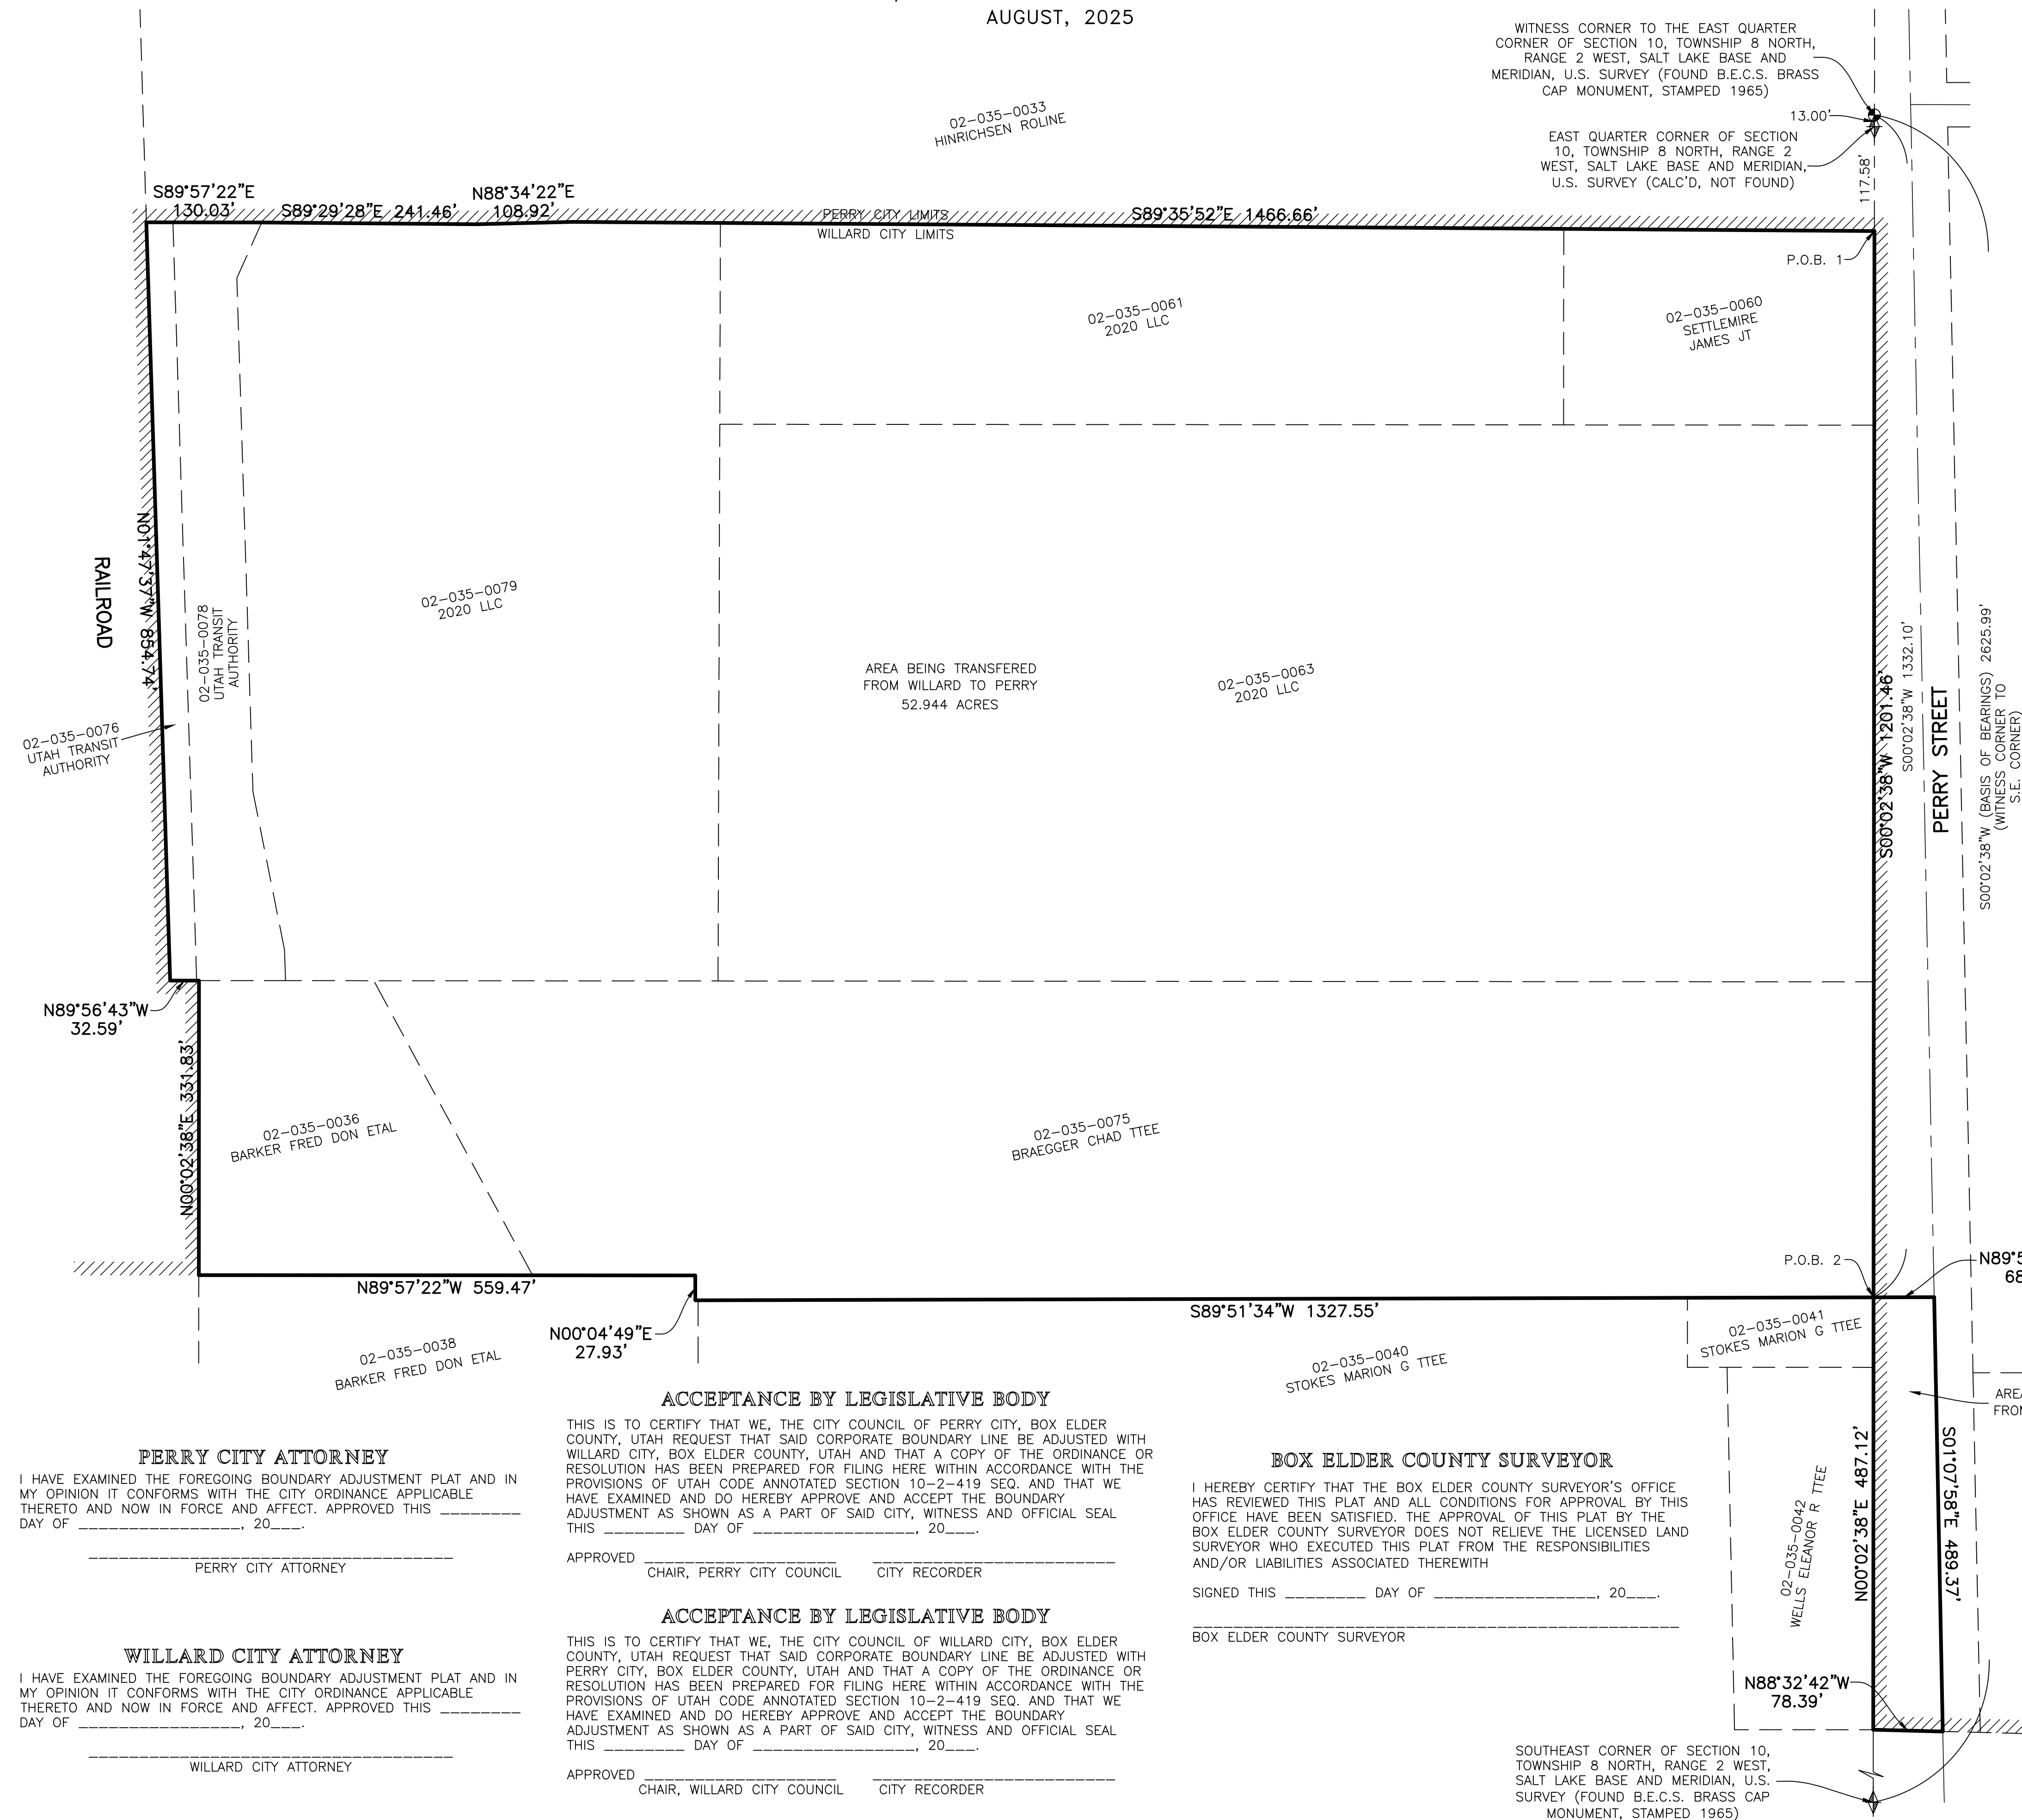 AUGUST, 2025
WITNESS CORNER TO THE EAST QUARTER
CORNER OF SECTION 10, TOWNSHIP 8 NORTH,
RANGE 2 WEST, SALT LAKE BASE AND
MERIDIAN, U.S. SURVEY (FOUND B.E.C.S. BRASS
CAP MONUMENT, STAMPED 1965)
13.00'
EAST QUARTER CORNER OF SECTION
10, TOWNSHIP 8 NORTH, RANGE 2
WEST, SALT LAKE BASE AND MERIDIAN,
U.S. SURVEY (CALC'D, NOT FOUND)
117.58'
02-035-0033
HINRICHSEN ROLINE
S89°57'22"E
130.03'
S89°29'28"E 241.46'
N88°34'22"E
108.92'
PERRY CITY LIMITS
WILLARD CITY LIMITS
S89°35'52"E 1466.66'
P.O.B. 1
02-035-0061
2020 LLC
02-035-0060
SETTLEMIRE
JAMES JT
RAILROAD
N01°47'37"W 854.74'
02-035-0078
UTAH TRANSIT
AUTHORITY
02-035-0079
2020 LLC
02-035-0076
UTAH TRANSIT
AUTHORITY
AREA BEING TRANSFERED
FROM WILLARD TO PERRY
52.944 ACRES
02-035-0063
2020 LLC
S00°02'38"W 1201.46'
S00°02'38"W 1332.10'
PERRY STREET
S00°02'38"W (BASIS OF BEARINGS) 2625.99'
(WITNESS CORNER TO
S.E. CORNER)
N89°56'43"W
32.59'
N00°02'38"E 331.83'
02-035-0036
BARKER FRED DON ETAL
02-035-0075
BRAEGGER CHAD TTEE
P.O.B. 2
N89°5
68
N89°57'22"W 559.47'
N00°04'49"E
27.93'
S89°51'34"W 1327.55'
02-035-0038
BARKER FRED DON ETAL
02-035-0040
STOKES MARION G TTEE
02-035-0041
STOKES MARION G TTEE
AREA
FROM
02-035-0042
WELLS ELEANOR R TTEE
N00°02'38"E 487.12'
S01°07'58"E 489.37'
N88°32'42"W
78.39'
PERRY CITY ATTORNEY
I HAVE EXAMINED THE FOREGOING BOUNDARY ADJUSTMENT PLAT AND IN
MY OPINION IT CONFORMS WITH THE CITY ORDINANCE APPLICABLE
THERETO AND NOW IN FORCE AND AFFECT. APPROVED THIS ________
DAY OF ________________, 20___.
PERRY CITY ATTORNEY
WILLARD CITY ATTORNEY
I HAVE EXAMINED THE FOREGOING BOUNDARY ADJUSTMENT PLAT AND IN
MY OPINION IT CONFORMS WITH THE CITY ORDINANCE APPLICABLE
THERETO AND NOW IN FORCE AND AFFECT. APPROVED THIS ________
DAY OF ________________, 20___.
WILLARD CITY ATTORNEY
ACCEPTANCE BY LEGISLATIVE BODY
THIS IS TO CERTIFY THAT WE, THE CITY COUNCIL OF PERRY CITY, BOX ELDER
COUNTY, UTAH REQUEST THAT SAID CORPORATE BOUNDARY LINE BE ADJUSTED WITH
WILLARD CITY, BOX ELDER COUNTY, UTAH AND THAT A COPY OF THE ORDINANCE OR
RESOLUTION HAS BEEN PREPARED FOR FILING HERE WITHIN ACCORDANCE WITH THE
PROVISIONS OF UTAH CODE ANNOTATED SECTION 10-2-419 SEQ. AND THAT WE
HAVE EXAMINED AND DO HEREBY APPROVE AND ACCEPT THE BOUNDARY
ADJUSTMENT AS SHOWN AS A PART OF SAID CITY, WITNESS AND OFFICIAL SEAL
THIS ________ DAY OF ________________, 20___.
APPROVED ___________________ ________________________
CHAIR, PERRY CITY COUNCIL CITY RECORDER
ACCEPTANCE BY LEGISLATIVE BODY
THIS IS TO CERTIFY THAT WE, THE CITY COUNCIL OF WILLARD CITY, BOX ELDER
COUNTY, UTAH REQUEST THAT SAID CORPORATE BOUNDARY LINE BE ADJUSTED WITH
PERRY CITY, BOX ELDER COUNTY, UTAH AND THAT A COPY OF THE ORDINANCE OR
RESOLUTION HAS BEEN PREPARED FOR FILING HERE WITHIN ACCORDANCE WITH THE
PROVISIONS OF UTAH CODE ANNOTATED SECTION 10-2-419 SEQ. AND THAT WE
HAVE EXAMINED AND DO HEREBY APPROVE AND ACCEPT THE BOUNDARY
ADJUSTMENT AS SHOWN AS A PART OF SAID CITY, WITNESS AND OFFICIAL SEAL
THIS ________ DAY OF ________________, 20___.
APPROVED ___________________ ________________________
CHAIR, WILLARD CITY COUNCIL CITY RECORDER
BOX ELDER COUNTY SURVEYOR
I HEREBY CERTIFY THAT THE BOX ELDER COUNTY SURVEYOR'S OFFICE
HAS REVIEWED THIS PLAT AND ALL CONDITIONS FOR APPROVAL BY THIS
OFFICE HAVE BEEN SATISFIED. THE APPROVAL OF THIS PLAT BY THE
BOX ELDER COUNTY SURVEYOR DOES NOT RELIEVE THE LICENSED LAND
SURVEYOR WHO EXECUTED THIS PLAT FROM THE RESPONSIBILITIES
AND/OR LIABILITIES ASSOCIATED THEREWITH
SIGNED THIS ________ DAY OF ________________, 20___.
BOX ELDER COUNTY SURVEYOR
SOUTHEAST CORNER OF SECTION 10,
TOWNSHIP 8 NORTH, RANGE 2 WEST,
SALT LAKE BASE AND MERIDIAN, U.S.
SURVEY (FOUND B.E.C.S. BRASS CAP
MONUMENT, STAMPED 1965)